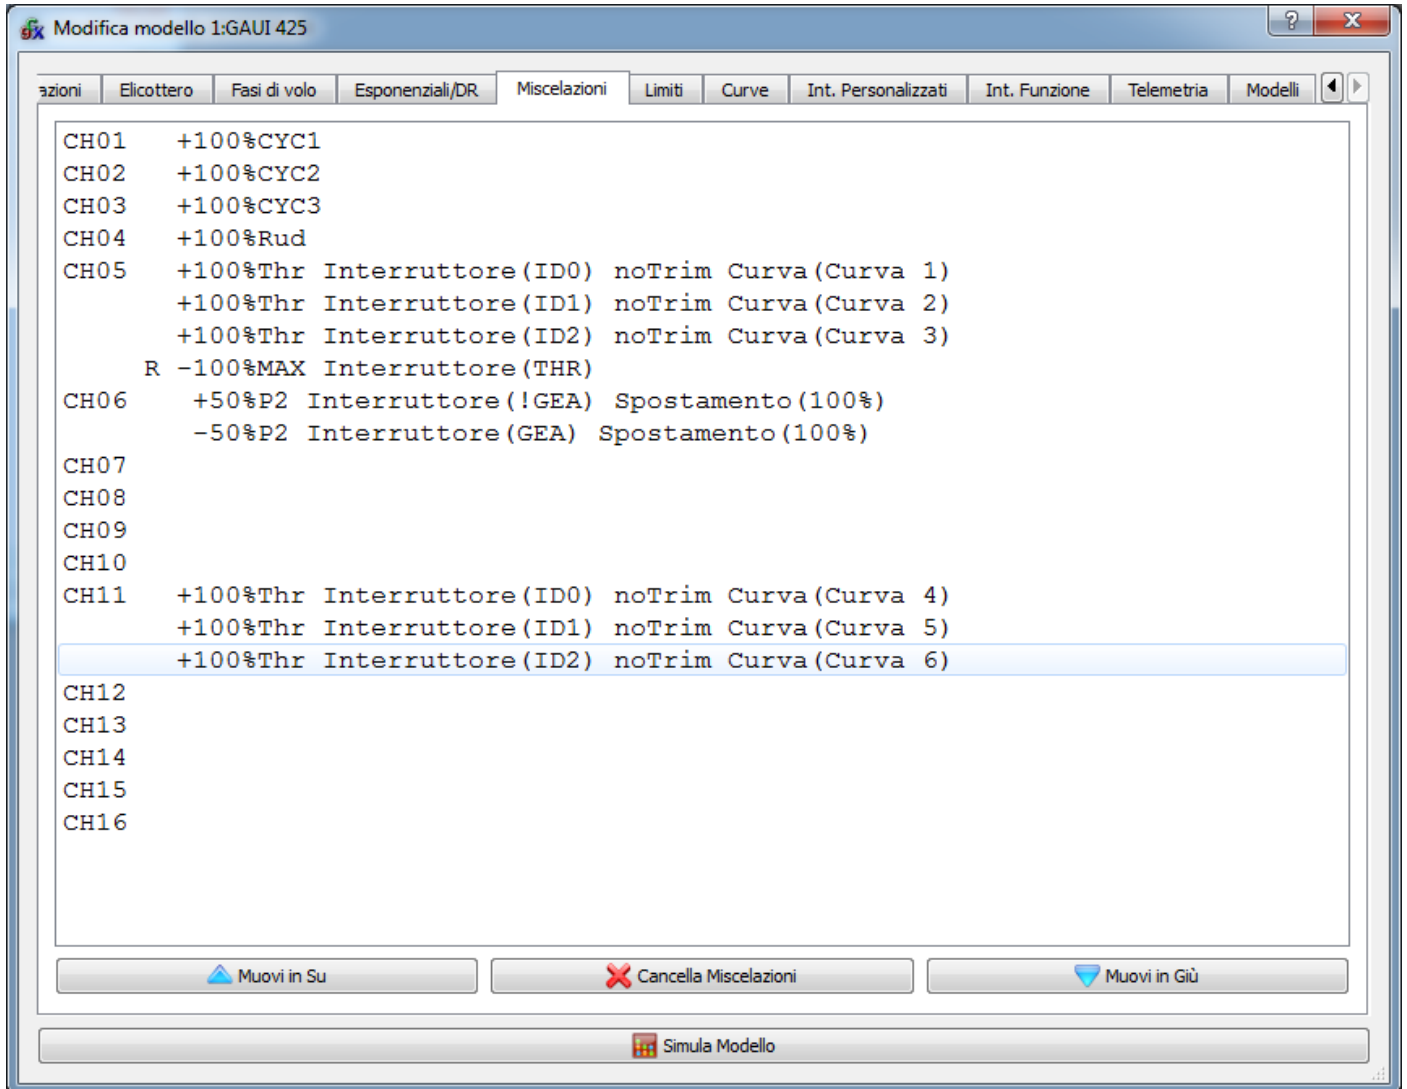 Modifica modello 1:GAUI 425
azioni Elicottero Fasi di volo Esponenziali/DR Miscelazioni Limiti Curve Int. Personalizzati Int. Funzione Telemetria Modelli
CH01 +100%CYC1
CH02 +100%CYC2
CH03 +100%CYC3
CH04 +100%Rud
CH05 +100%Thr Interruttore(ID0) noTrim Curva(Curva 1)
+100%Thr Interruttore(ID1) noTrim Curva(Curva 2)
+100%Thr Interruttore(ID2) noTrim Curva(Curva 3)
R -100%MAX Interruttore(THR)
CH06 +50%P2 Interruttore(!GEA) Spostamento(100%)
-50%P2 Interruttore(GEA) Spostamento(100%)
CH07
CH08
CH09
CH10
CH11 +100%Thr Interruttore(ID0) noTrim Curva(Curva 4)
+100%Thr Interruttore(ID1) noTrim Curva(Curva 5)
+100%Thr Interruttore(ID2) noTrim Curva(Curva 6)
CH12
CH13
CH14
CH15
CH16
Muovi in Su Cancella Miscelazioni Muovi in Giù
Simula Modello